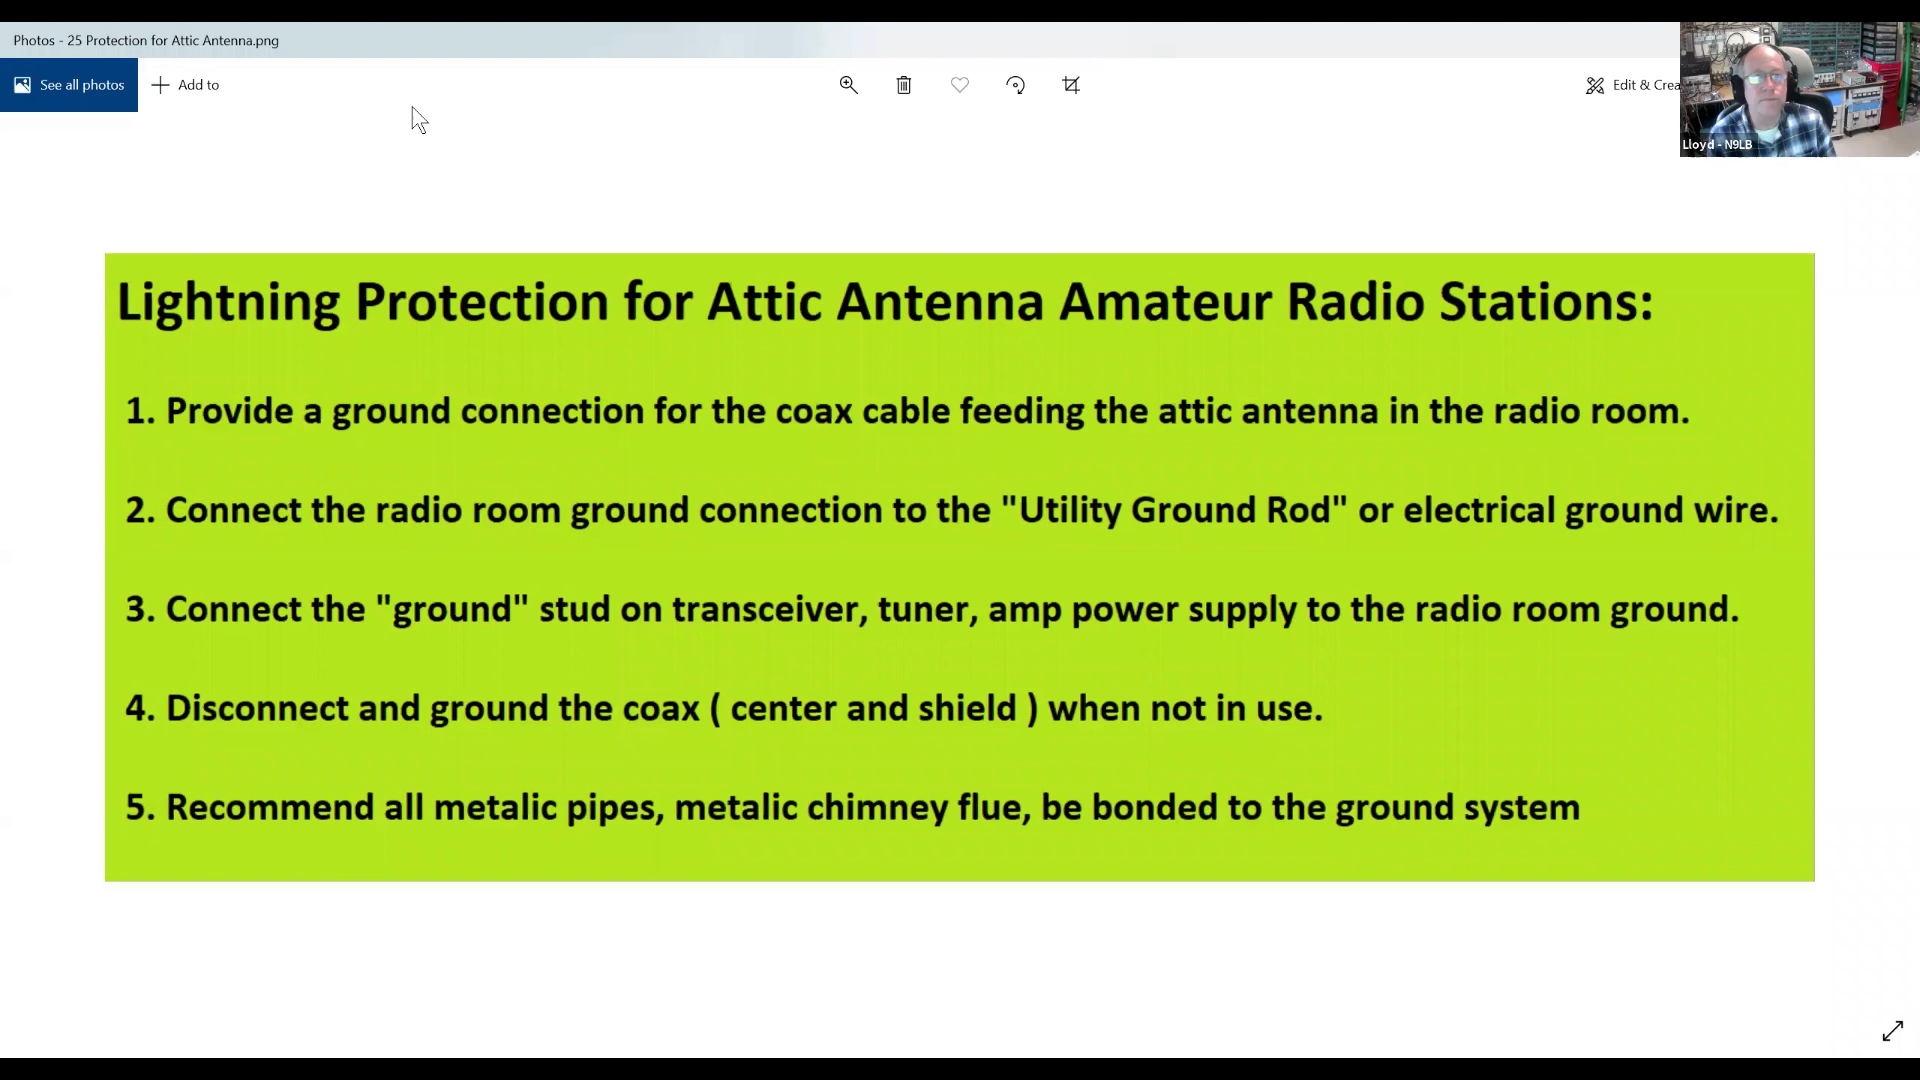 Photos - 25 Protection for Attic Antenna.png
See all photos
Add to
Edit & Crea
Lloyd - N9LB
Lightning Protection for Attic Antenna Amateur Radio Stations:
1. Provide a ground connection for the coax cable feeding the attic antenna in the radio room.
2. Connect the radio room ground connection to the "Utility Ground Rod" or electrical ground wire.
3. Connect the "ground" stud on transceiver, tuner, amp power supply to the radio room ground.
4. Disconnect and ground the coax ( center and shield ) when not in use.
5. Recommend all metalic pipes, metalic chimney flue, be bonded to the ground system